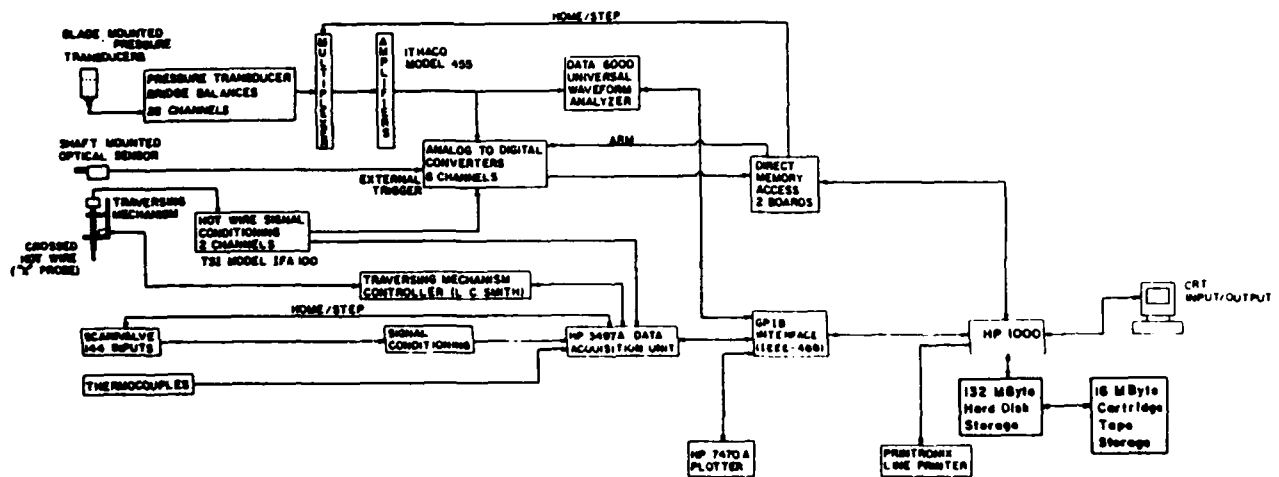 HOME/STEP
BLADE MOUNTED
PRESSURE
TRANSDUCERS
PRESSURE TRANSDUCER
BRIDGE BALANCES
CHANNELS
MULTIPLEXER
AMPLIFIERS
ITHACO
MODEL 455
DATA 6000
UNIVERSAL
WAVEFORM
ANALYZER
SHAFT MOUNTED
OPTICAL SENSOR
EXTERNAL
TRIGGER
ANALOG TO DIGITAL
CONVERTERS
6 CHANNELS
ARM
DIRECT
MEMORY
ACCESS
2 BOARDS
TRAVERSING
MECHANISM
CROSSED
HOT WIRE
("X" PROBE)
HOT WIRE SIGNAL
CONDITIONING
2 CHANNELS
TSI MODEL IFA 100
TRAVERSING MECHANISM
CONTROLLER (L C SMITH)
HOME/STEP
SCANIVALVE
144 INPUTS
SIGNAL
CONDITIONING
HP 3497A DATA
ACQUISITION UNIT
THERMOCOUPLES
GPIB
INTERFACE
(IEEE-488)
HP 1000
CRT
INPUT/OUTPUT
132 MByte
Hard Disk
Storage
16 MByte
Cartridge
Tape
Storage
HP 7470A
PLOTTER
PRINTRONIX
LINE PRINTER